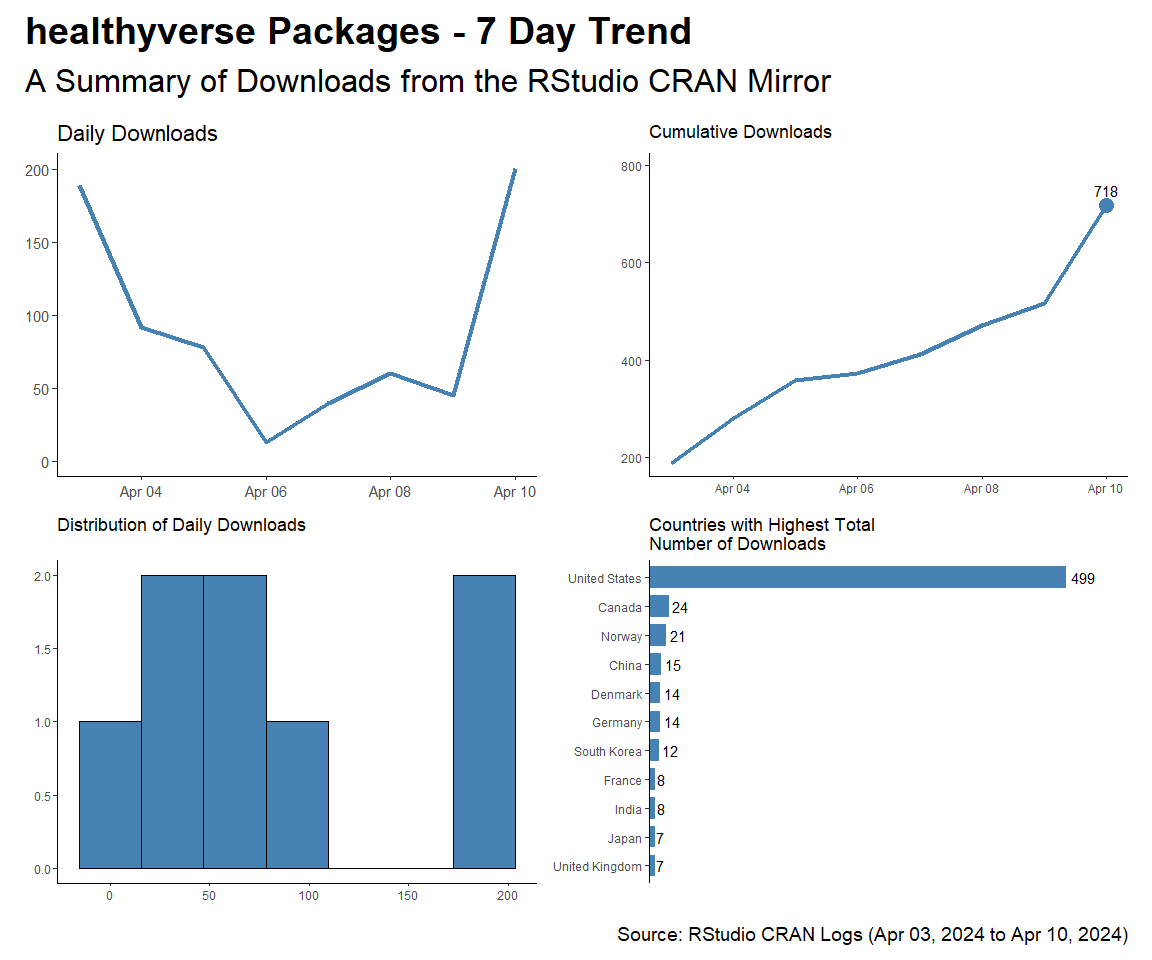 healthyverse Packages - 7 Day Trend
A Summary of Downloads from the RStudio CRAN Mirror
Daily Downloads
200
150
100
50
0
Apr 04
Apr 06
Apr 08
Apr 10
Cumulative Downloads
800
600
400
200
718
Apr 04
Apr 06
Apr 08
Apr 10
Distribution of Daily Downloads
2.0
1.5
1.0
0.5
0.0
0
50
100
150
200
Countries with Highest Total
Number of Downloads
United States 499
Canada 24
Norway 21
China 15
Denmark 14
Germany 14
South Korea 12
France 8
India 8
Japan 7
United Kingdom 7
Source: RStudio CRAN Logs (Apr 03, 2024 to Apr 10, 2024)